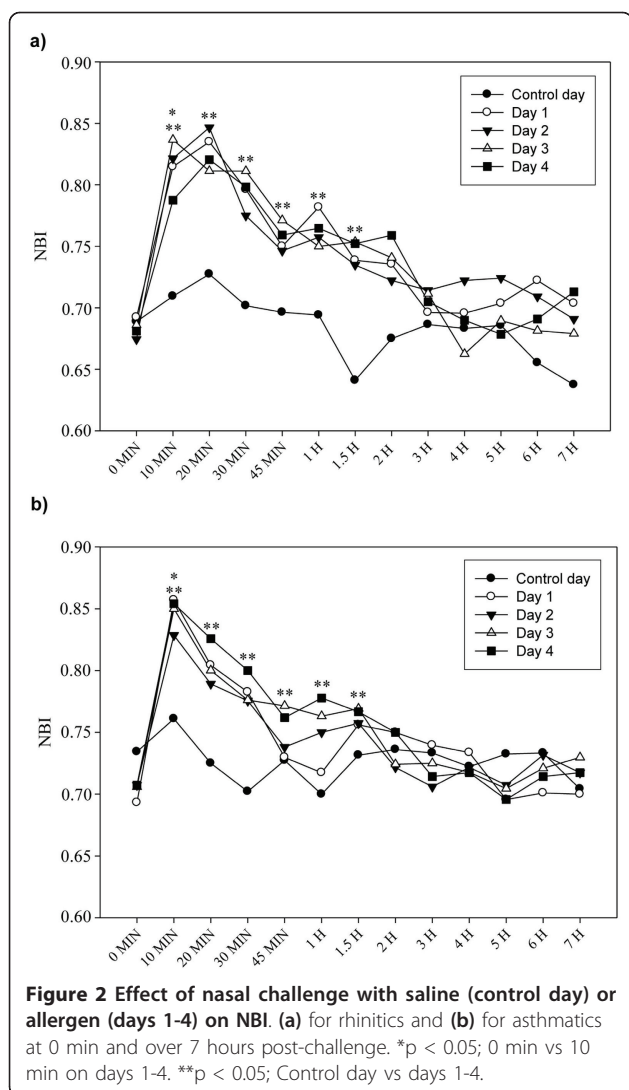 a)
0.90
0.85
0.80
0.75
0.70
0.65
0.60
NBI
*
**
**
**
**
**
**
Control day
Day 1
Day 2
Day 3
Day 4
0 MIN
10 MIN
20 MIN
30 MIN
45 MIN
1 H
1.5 H
2 H
3 H
4 H
5 H
6 H
7 H
b)
0.90
0.85
0.80
0.75
0.70
0.65
0.60
NBI
*
**
**
**
**
**
**
Control day
Day 1
Day 2
Day 3
Day 4
0 MIN
10 MIN
20 MIN
30 MIN
45 MIN
1 H
1.5 H
2 H
3 H
4 H
5 H
6 H
7 H
Figure 2 Effect of nasal challenge with saline (control day) or
allergen (days 1-4) on NBI. (a) for rhinitics and (b) for asthmatics
at 0 min and over 7 hours post-challenge. *p < 0.05; 0 min vs 10
min on days 1-4. **p < 0.05; Control day vs days 1-4.